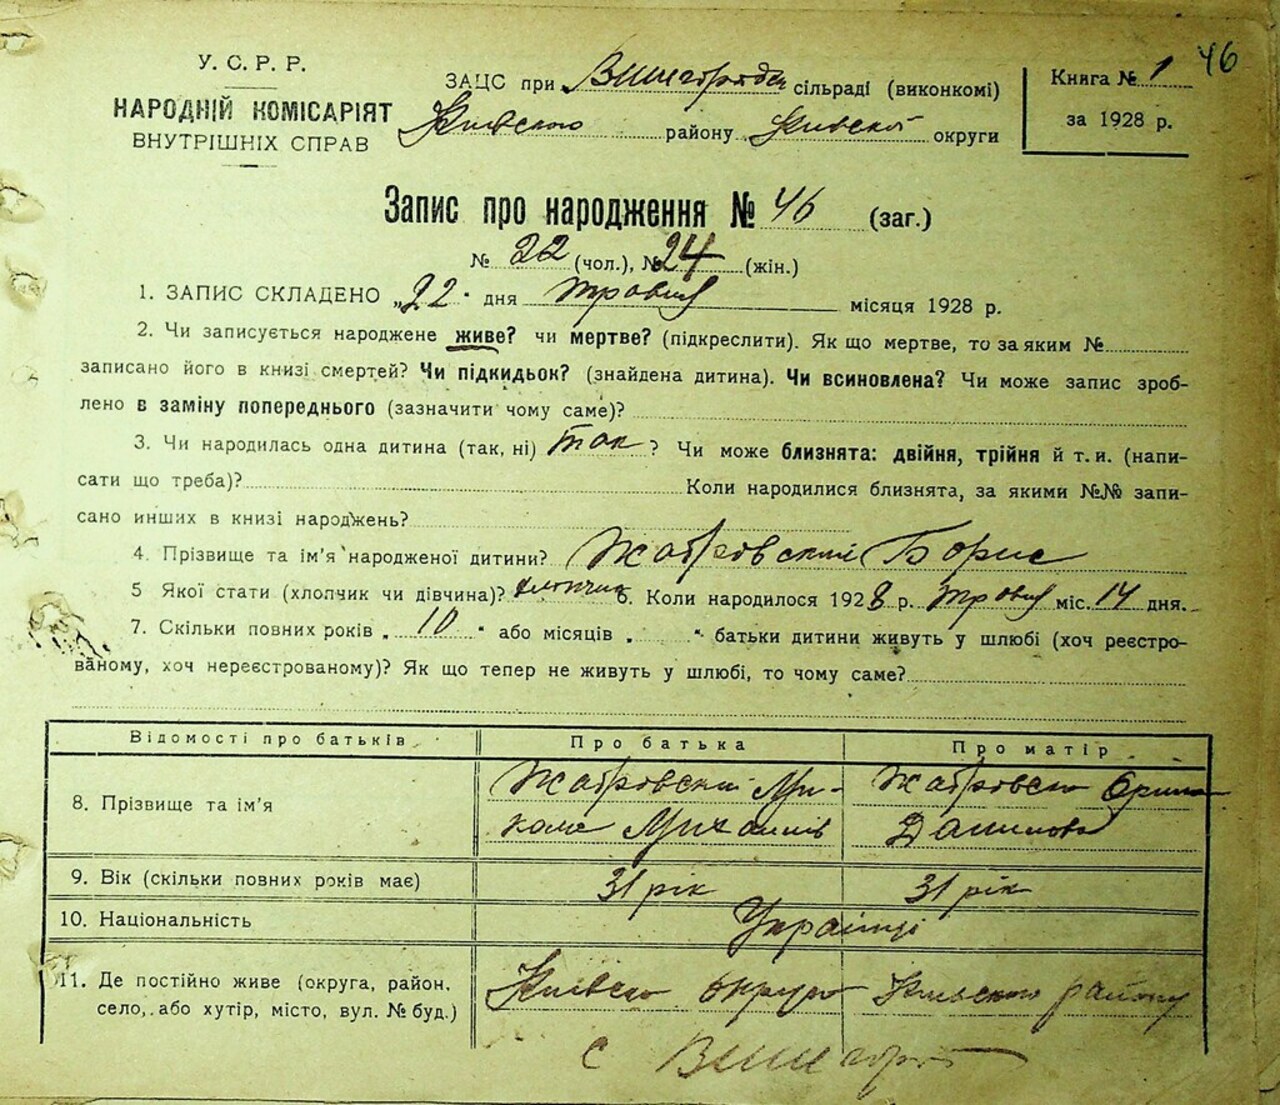 46
У. С. Р. Р.
НАРОДНІЙ КОМІСАРІЯТ
ВНУТРІШНІХ СПРАВ
ЗАЦС при сільраді (виконкомі)
Київського району Київської округи
Книга № 1
за 1928 р.
Запис про народження № 46 (заг.)
№ 22 (чол.), № 24 (жін.)
1. ЗАПИС СКЛАДЕНО „22" дня травня місяця 1928 р.
2. Чи записується народжене живе? чи мертве? (підкреслити). Як що мертве, то за яким №
записано його в книзі смертей? Чи підкидьок? (знайдена дитина). Чи всиновлена? Чи може запис зроб-
лено в заміну попереднього (зазначити чому саме)?
3. Чи народилась одна дитина (так, ні) так ? Чи може близнята: двійня, трійня й т. и. (напи-
сати що треба)? Коли народилися близнята, за якими №№ запи-
сано инших в книзі народжень?
4. Прізвище та ім'я народженої дитини? Жабровський Борис
5 Якої стати (хлопчик чи дівчина)? хлопчик 6. Коли народилося 1928 р. травня міс. 14 дня.
7. Скільки повних років „ 10 " або місяців „ " батьки дитини живуть у шлюбі (хоч реєстро-
ваному, хоч нереєстрованому)? Як що тепер не живуть у шлюбі, то чому саме?
Відомості про батьків Про батька Про матір
8. Прізвище та ім'я
Жабровський Ми-
кола Михайлів
Жабровська
9. Вік (скільки повних років має) 31 рік 31 рік
10. Національність Українці
11. Де постійно живе (округа, район,
село, або хутір, місто, вул. № буд.)
Київська округа Київського району
с